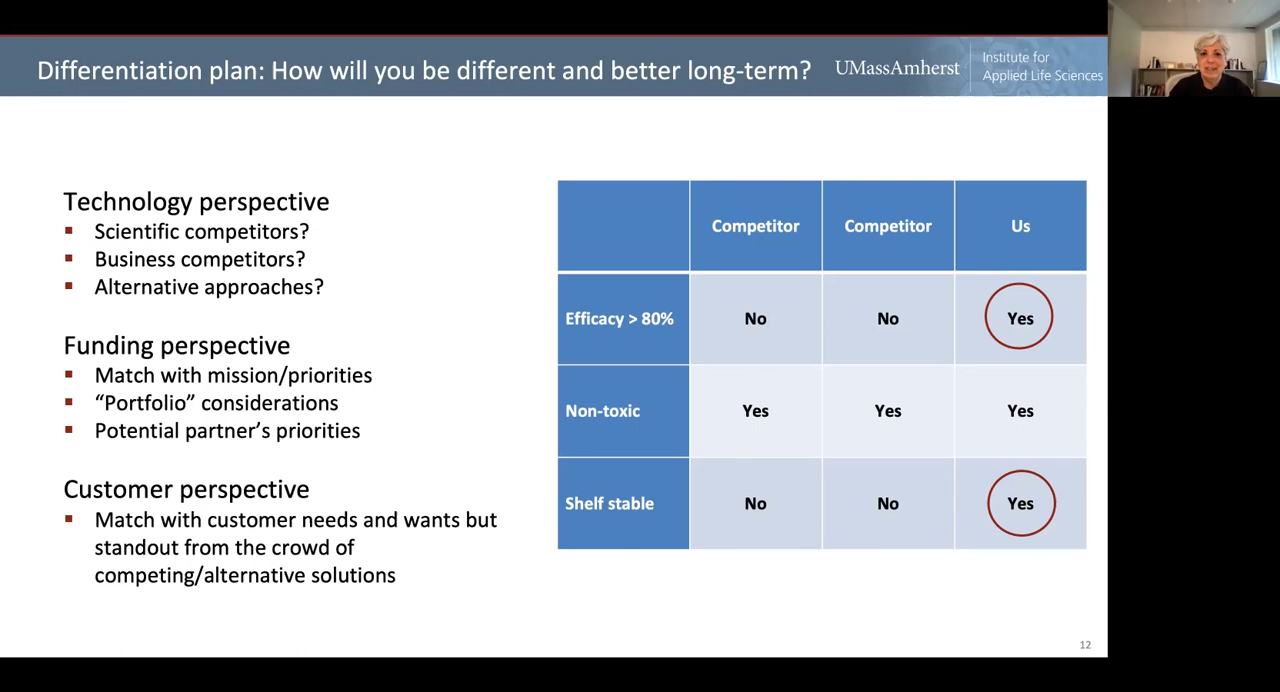 Differentiation plan: How will you be different and better long-term?
UMassAmherst
Institute for
Applied Life Sciences
Technology perspective
Scientific competitors?
Business competitors?
Alternative approaches?
Funding perspective
Match with mission/priorities
“Portfolio” considerations
Potential partner’s priorities
Customer perspective
Match with customer needs and wants but
standout from the crowd of
competing/alternative solutions
Competitor Competitor Us
Efficacy > 80% No No Yes
Non-toxic Yes Yes Yes
Shelf stable No No Yes
12